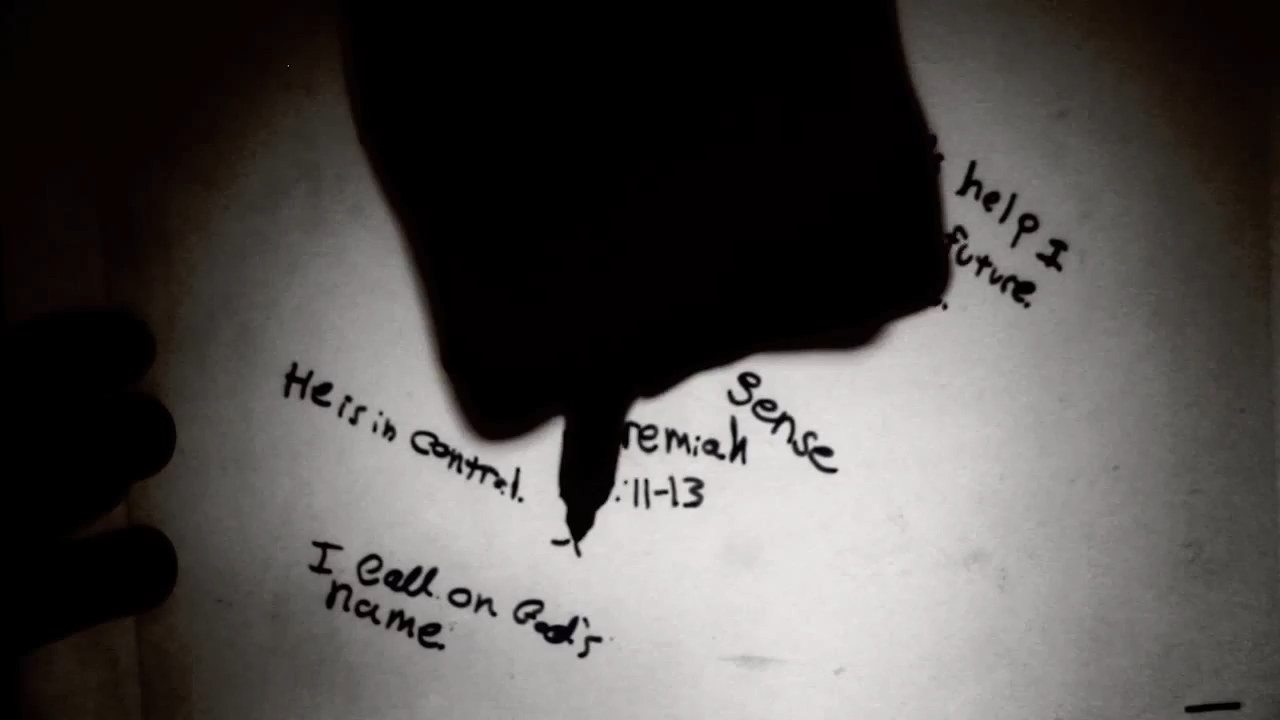 help I
future.
Sense
remiah
:11-13
He is in control.
I Call on God's
name.